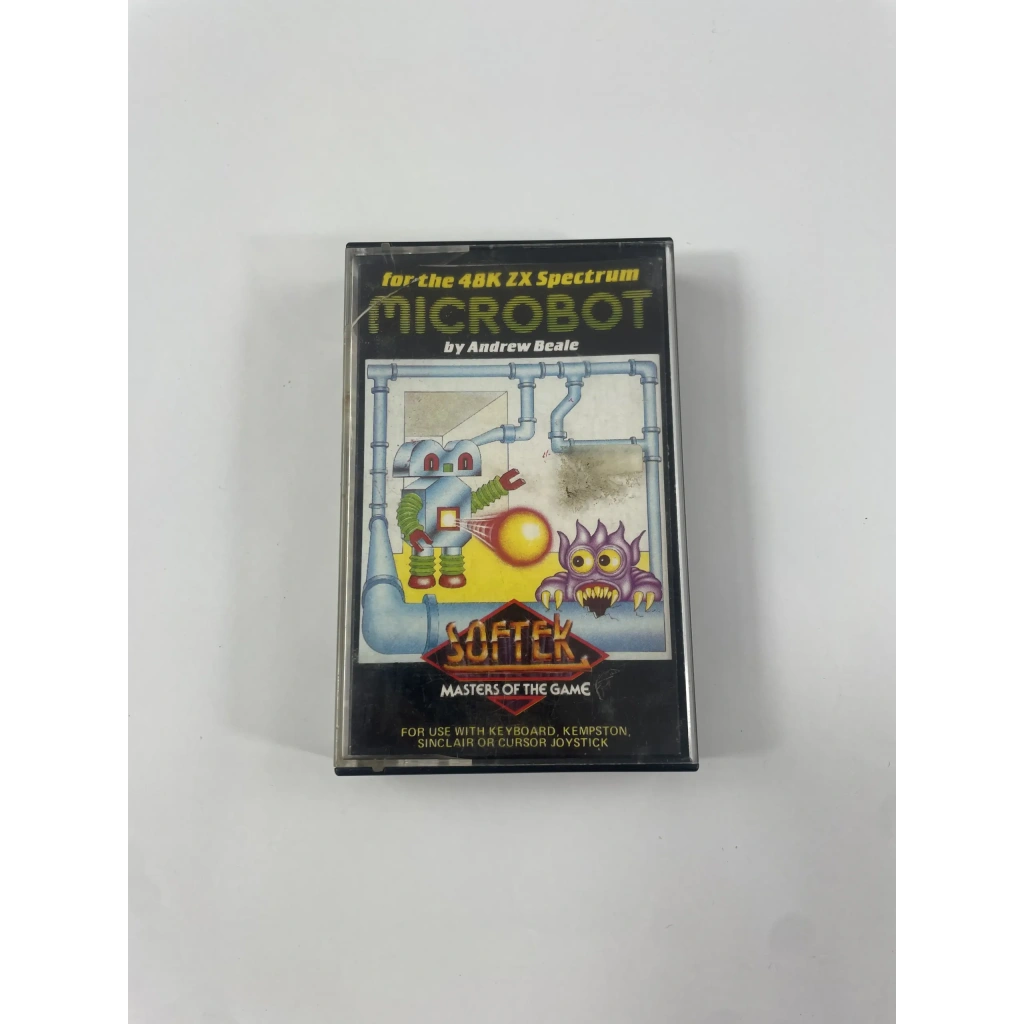 for the 48K ZX Spectrum
MICROBOT
by Andrew Beale
SOFTEK
MASTERS OF THE GAME
FOR USE WITH KEYBOARD, KEMPSTON,
SINCLAIR OR CURSOR JOYSTICK